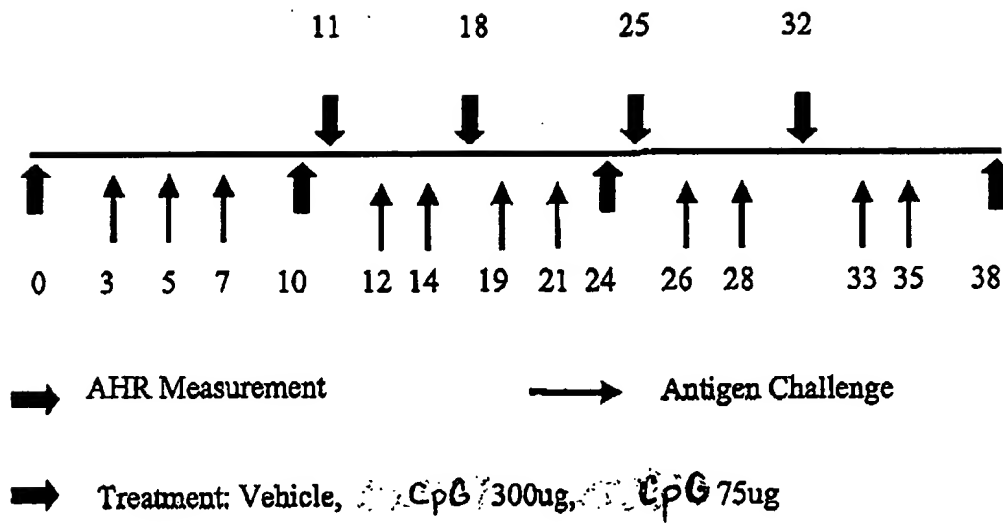 11 18 25 32
0 3 5 7 10 12 14 19 21 24 26 28 33 35 38
AHR Measurement Antigen Challenge
Treatment: Vehicle, CpG 300ug, CpG 75ug